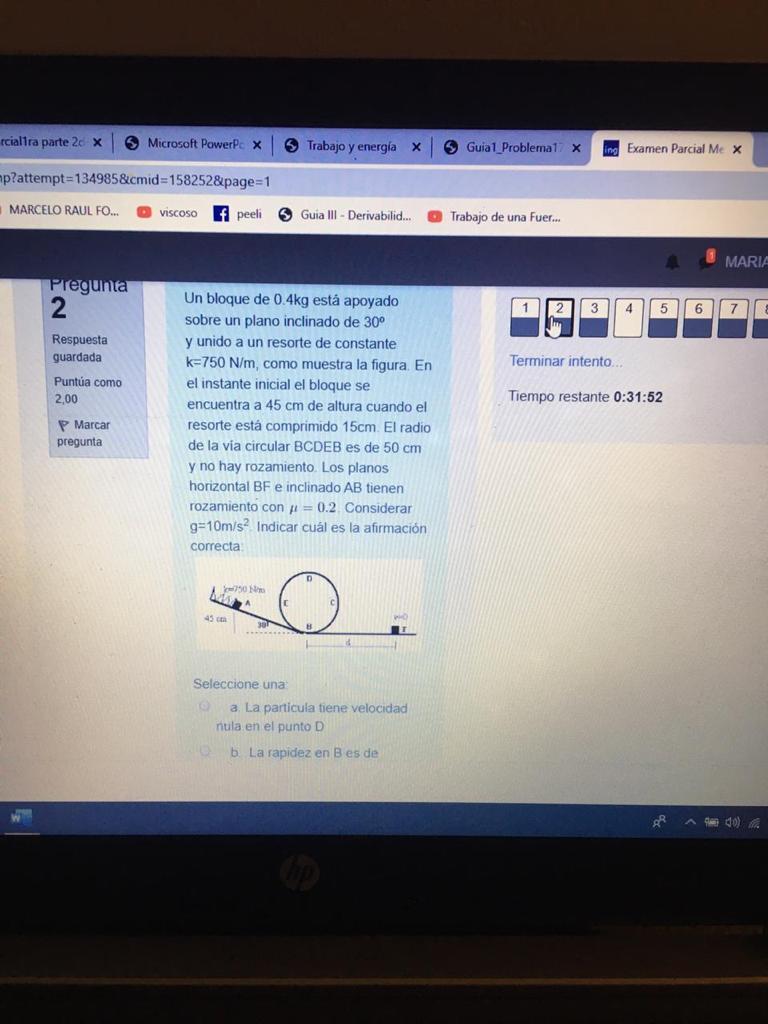 rcial1ra parte 2d
Microsoft PowerPc
Trabajo y energía
Guia1_Problema17
ing
Examen Parcial Me
np?attempt=134985&cmid=158252&page=1
MARCELO RAUL FO...
viscoso
peeli
Guia III - Derivabilid...
Trabajo de una Fuer...
1
MARIA
Pregunta
2
Respuesta
guardada
Puntúa como
2,00
Marcar
pregunta
Un bloque de 0.4kg está apoyado
sobre un plano inclinado de 30º
y unido a un resorte de constante
k=750 N/m, como muestra la figura. En
el instante inicial el bloque se
encuentra a 45 cm de altura cuando el
resorte está comprimido 15cm. El radio
de la vía circular BCDEB es de 50 cm
y no hay rozamiento. Los planos
horizontal BF e inclinado AB tienen
rozamiento con μ = 0.2. Considerar
g=10m/s². Indicar cuál es la afirmación
correcta:
k=750 N/m
A
45 cm
30º
D
E
C
B
v=0
F
d
Seleccione una:
a. La partícula tiene velocidad
nula en el punto D
b. La rapidez en B es de
1 2 3 4 5 6 7 8
Terminar intento...
Tiempo restante 0:31:52
W
hp